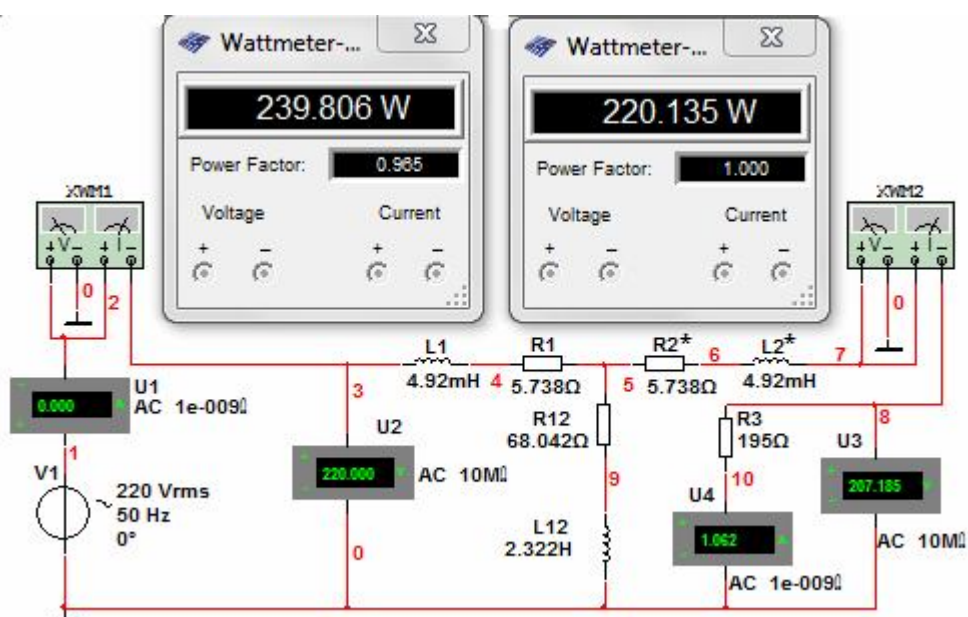 Wattmeter-...
239.806 W
Power Factor:
0.965
Voltage
Current
+ - + -
Wattmeter-...
220.135 W
Power Factor:
1.000
Voltage
Current
+ - + -
XWM1
+ V - + I -
0
2
XWM2
+ V - + I -
0
L1
4.92mH
4
R1
5.738Ω
R2*
5
5.738Ω
6
L2*
4.92mH
7
3
U1
0.000
AC 1e-009Ω
1
V1
220 Vrms
50 Hz
0°
U2
220.000 V
AC 10MΩ
0
R12
68.042Ω
9
L12
2.322H
R3
195Ω
10
8
U3
207.185 V
AC 10MΩ
U4
1.062 A
AC 1e-009Ω